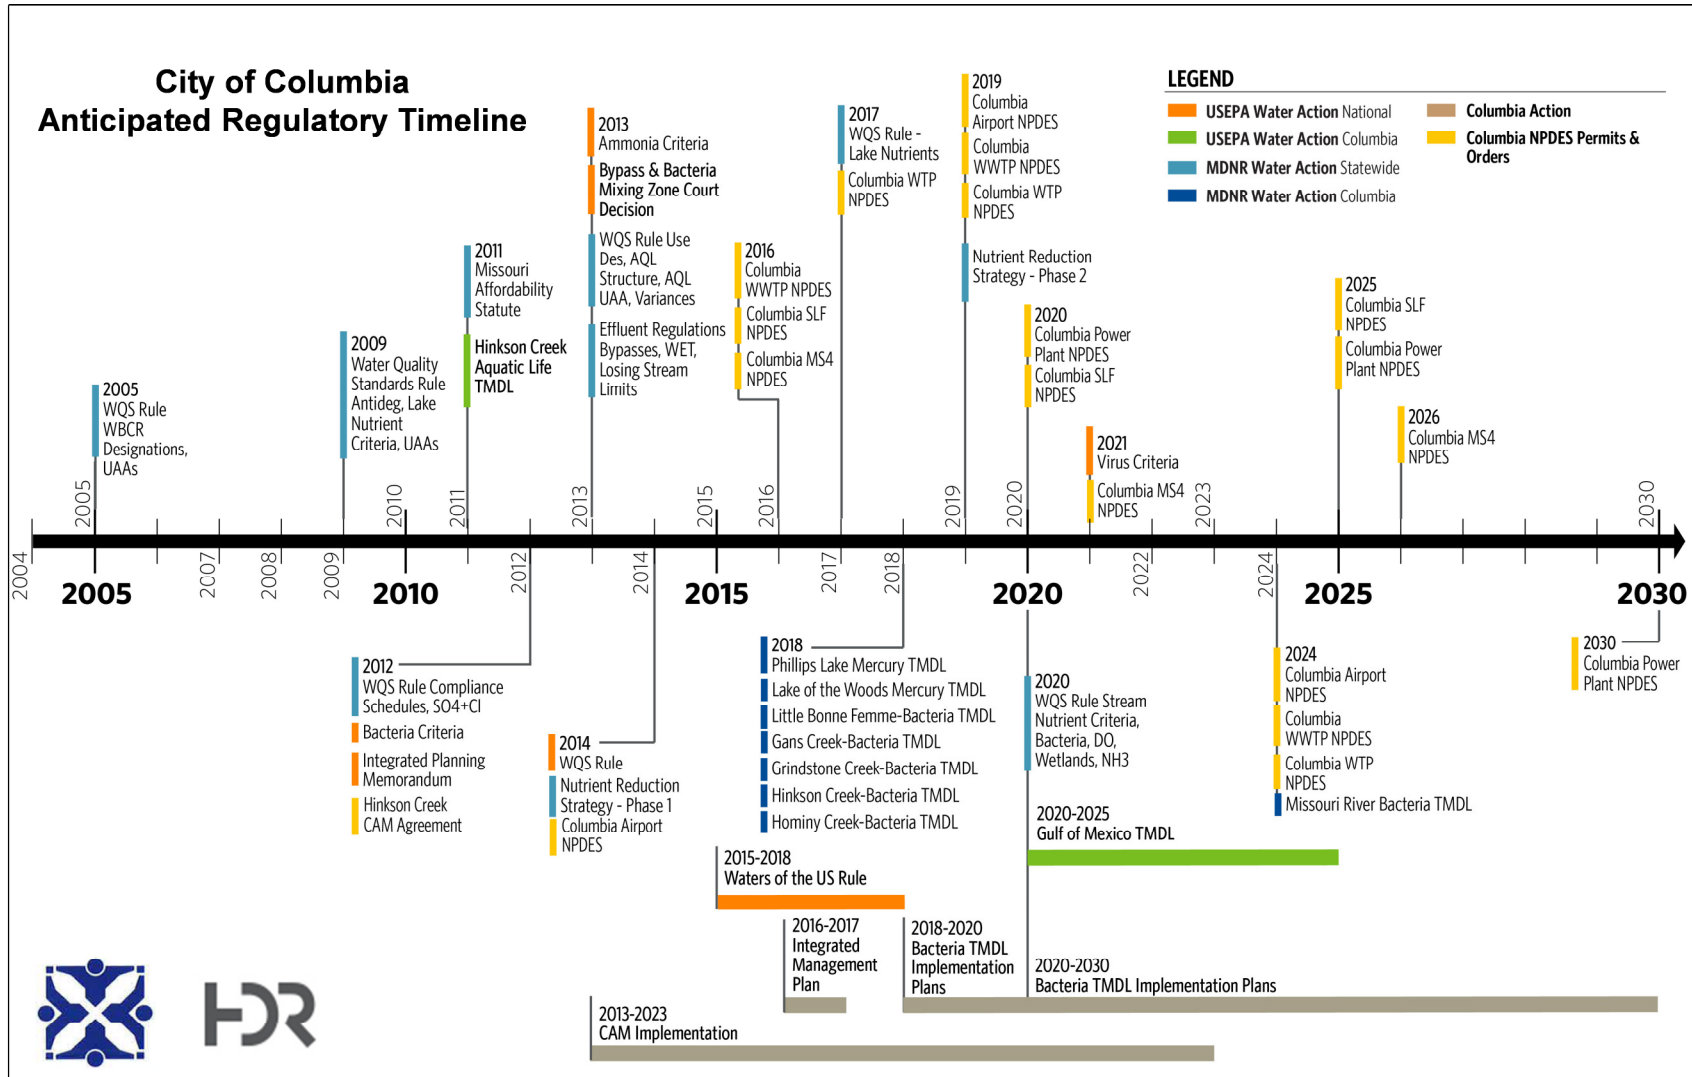 City of Columbia
Anticipated Regulatory Timeline
LEGEND
USEPA Water Action National
USEPA Water Action Columbia
MDNR Water Action Statewide
MDNR Water Action Columbia
Columbia Action
Columbia NPDES Permits &
Orders
2005
WQS Rule
WBCR
Designations,
UAAs
2009
Water Quality
Standards Rule
Antideg, Lake
Nutrient
Criteria, UAAs
2011
Missouri
Affordability
Statute
Hinkson Creek
Aquatic Life
TMDL
2013
Ammonia Criteria
Bypass & Bacteria
Mixing Zone Court
Decision
WQS Rule Use
Des, AQL
Structure, AQL
UAA, Variances
Effluent Regulations
Bypasses, WET,
Losing Stream
Limits
2016
Columbia
WWTP NPDES
Columbia SLF
NPDES
Columbia MS4
NPDES
2017
WQS Rule -
Lake Nutrients
Columbia WTP
NPDES
2019
Columbia
Airport NPDES
Columbia
WWTP NPDES
Columbia WTP
NPDES
Nutrient Reduction
Strategy - Phase 2
2020
Columbia Power
Plant NPDES
Columbia SLF
NPDES
2021
Virus Criteria
Columbia MS4
NPDES
2025
Columbia SLF
NPDES
Columbia Power
Plant NPDES
2026
Columbia MS4
NPDES
2005
2010
2011
2013
2015
2016
2019
2020
2023
2030
2004
2007
2008
2009
2012
2014
2017
2018
2022
2024
2005
2010
2015
2020
2025
2030
2012
WQS Rule Compliance
Schedules, SO4+Cl
Bacteria Criteria
Integrated Planning
Memorandum
Hinkson Creek
CAM Agreement
2014
WQS Rule
Nutrient Reduction
Strategy - Phase 1
Columbia Airport
NPDES
2018
Phillips Lake Mercury TMDL
Lake of the Woods Mercury TMDL
Little Bonne Femme-Bacteria TMDL
Gans Creek-Bacteria TMDL
Grindstone Creek-Bacteria TMDL
Hinkson Creek-Bacteria TMDL
Hominy Creek-Bacteria TMDL
2020
WQS Rule Stream
Nutrient Criteria,
Bacteria, DO,
Wetlands, NH3
2024
Columbia Airport
NPDES
Columbia
WWTP NPDES
Columbia WTP
NPDES
Missouri River Bacteria TMDL
2030
Columbia Power
Plant NPDES
2020-2025
Gulf of Mexico TMDL
2015-2018
Waters of the US Rule
2016-2017
Integrated
Management
Plan
2018-2020
Bacteria TMDL
Implementation
Plans
2020-2030
Bacteria TMDL Implementation Plans
2013-2023
CAM Implementation
HDR